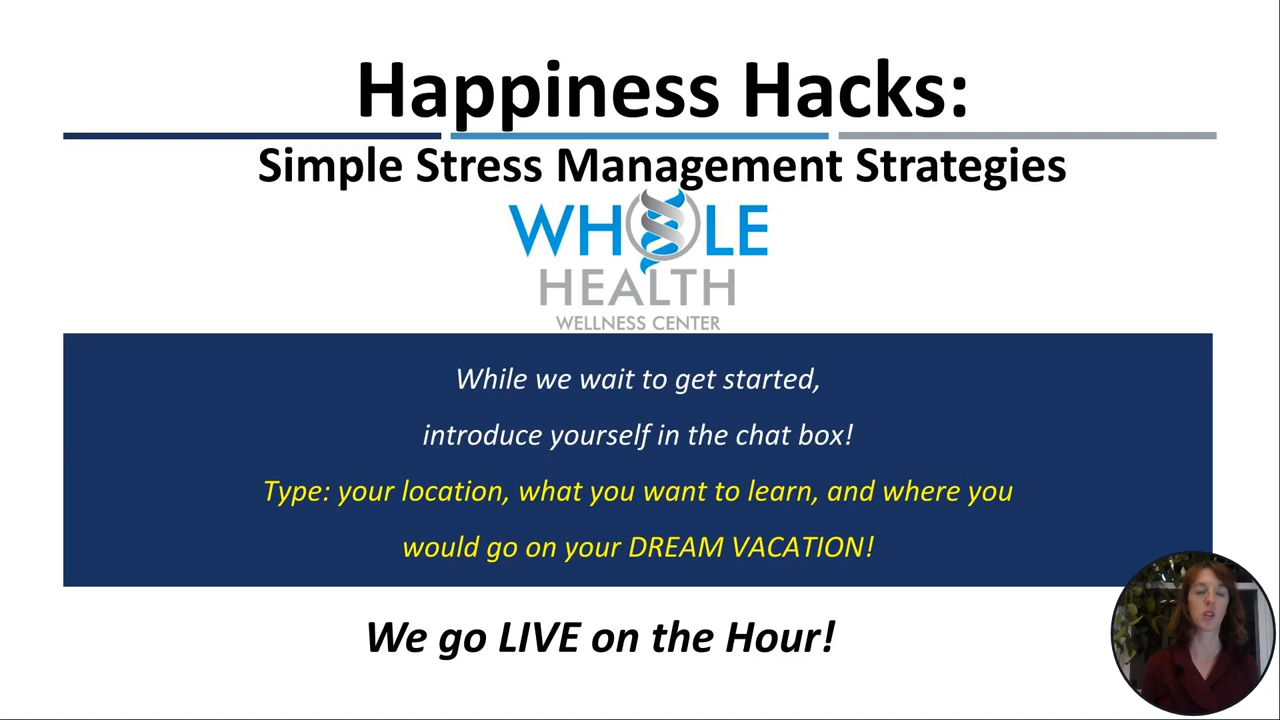 Happiness Hacks:
Simple Stress Management Strategies
WHOLE
HEALTH
WELLNESS CENTER
While we wait to get started,
introduce yourself in the chat box!
Type: your location, what you want to learn, and where you
would go on your DREAM VACATION!
We go LIVE on the Hour!